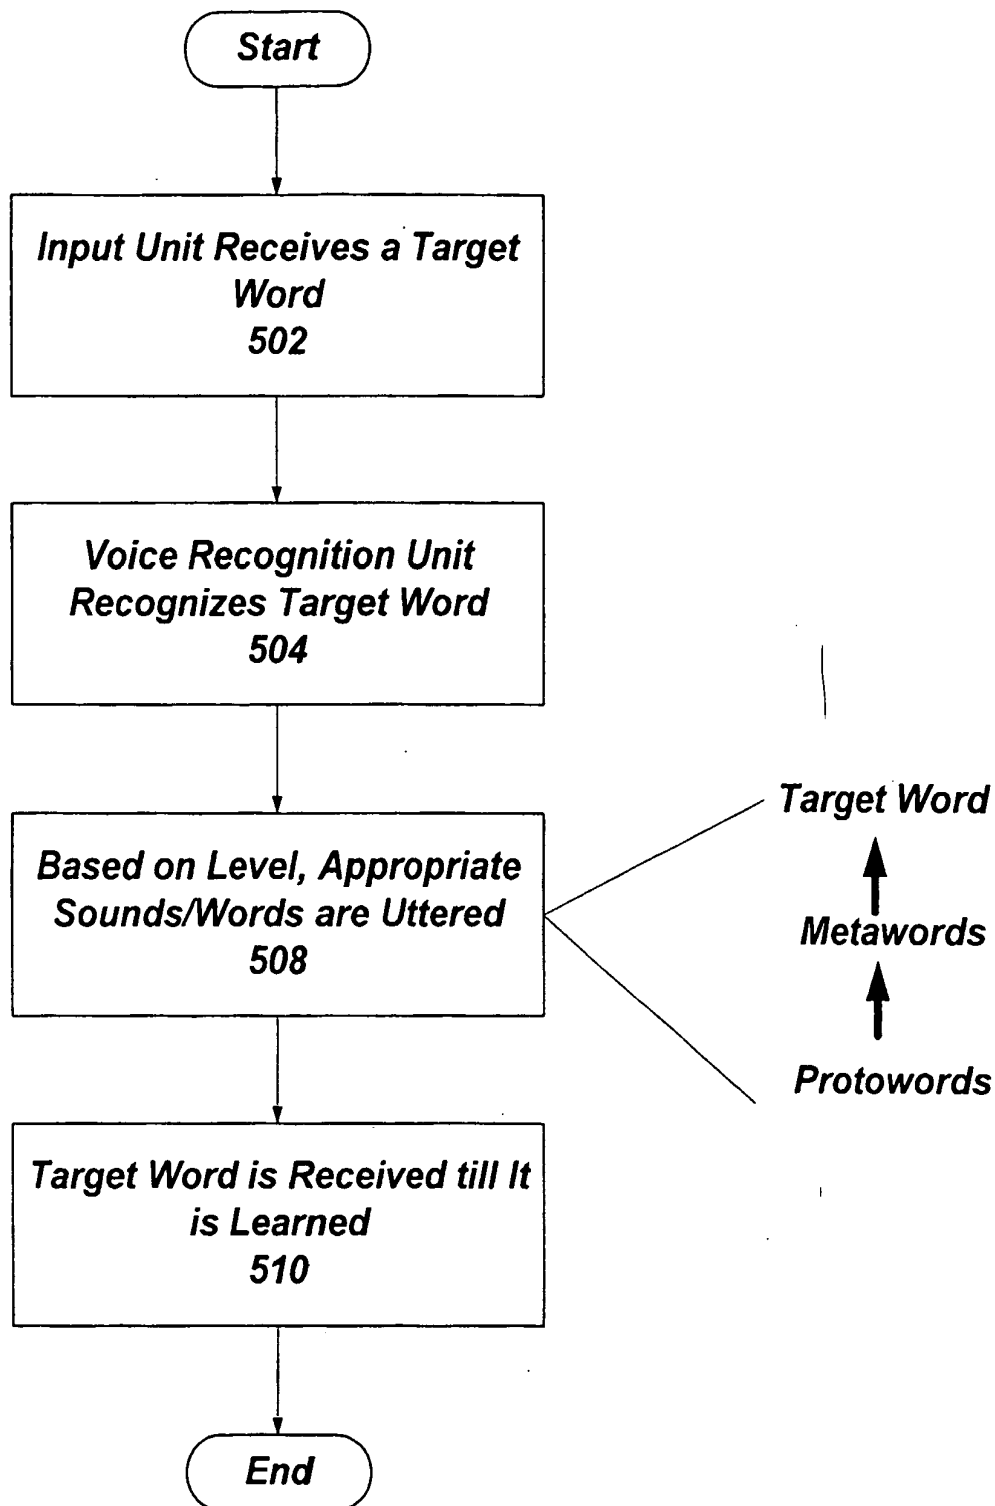 Start
Input Unit Receives a Target
Word
502
Voice Recognition Unit
Recognizes Target Word
504
Based on Level, Appropriate
Sounds/Words are Uttered
508
Target Word
Metawords
Protowords
Target Word is Received till It
is Learned
510
End